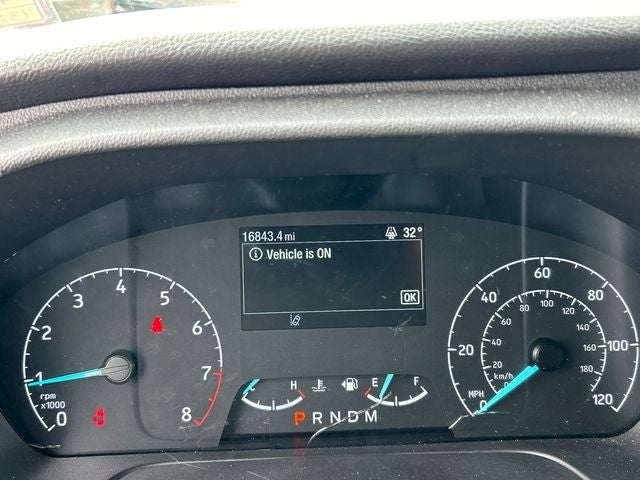 16843.4 mi 32°
Vehicle is ON
OK
0 1 2 3 4 5 6 7 8
rpm
x1000
C H E F
P R N D M
0 20 40 60 80 100 120
MPH
0 20 40 60 80 100 120 140 160 180
km/h